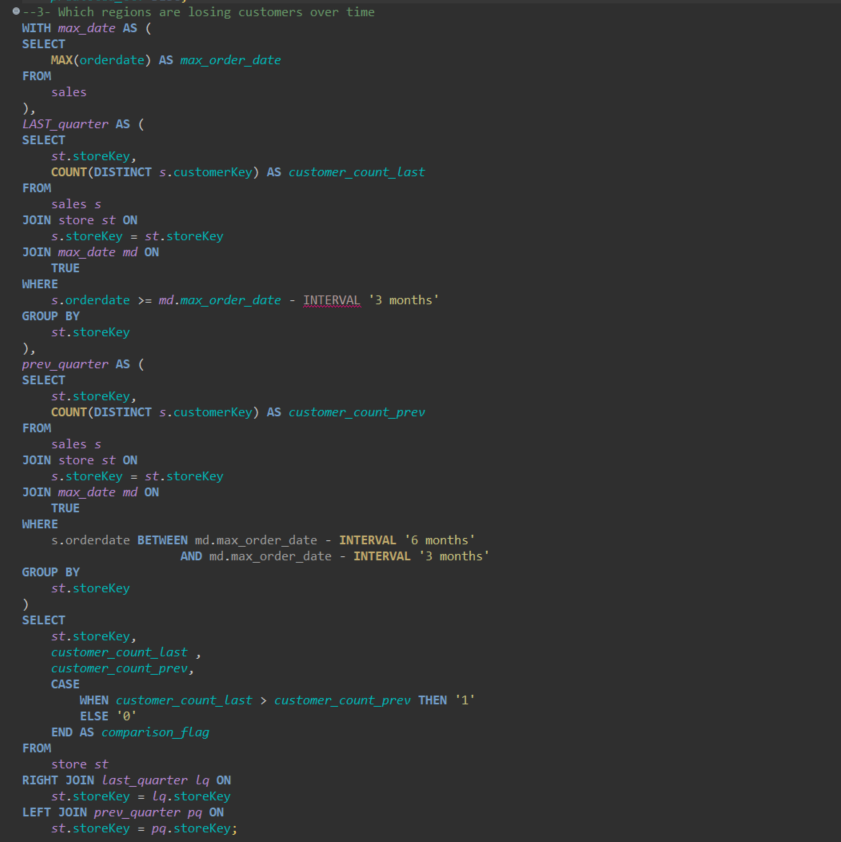 --3- Which regions are losing customers over time
WITH max_date AS (
SELECT
    MAX(orderdate) AS max_order_date
FROM
    sales
),
LAST_quarter AS (
SELECT
    st.storeKey,
    COUNT(DISTINCT s.customerKey) AS customer_count_last
FROM
    sales s
JOIN store st ON
    s.storeKey = st.storeKey
JOIN max_date md ON
    TRUE
WHERE
    s.orderdate >= md.max_order_date - INTERVAL '3 months'
GROUP BY
    st.storeKey
),
prev_quarter AS (
SELECT
    st.storeKey,
    COUNT(DISTINCT s.customerKey) AS customer_count_prev
FROM
    sales s
JOIN store st ON
    s.storeKey = st.storeKey
JOIN max_date md ON
    TRUE
WHERE
    s.orderdate BETWEEN md.max_order_date - INTERVAL '6 months'
                      AND md.max_order_date - INTERVAL '3 months'
GROUP BY
    st.storeKey
)
SELECT
    st.storeKey,
    customer_count_last ,
    customer_count_prev,
    CASE
        WHEN customer_count_last > customer_count_prev THEN '1'
        ELSE '0'
    END AS comparison_flag
FROM
    store st
RIGHT JOIN last_quarter lq ON
    st.storeKey = lq.storeKey
LEFT JOIN prev_quarter pq ON
    st.storeKey = pq.storeKey;